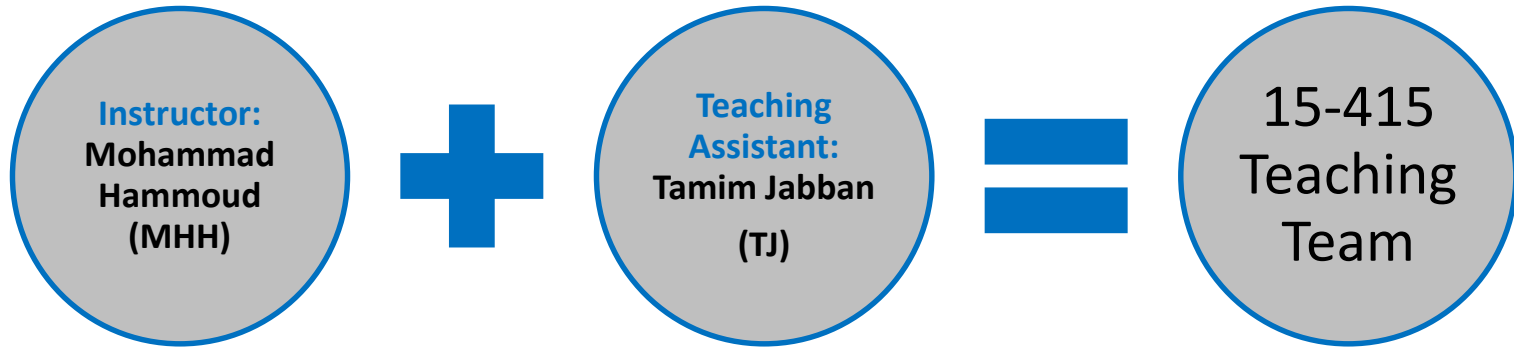 Instructor:
Mohammad
Hammoud
(MHH)
Teaching
Assistant:
Tamim Jabban
(TJ)
15-415
Teaching
Team